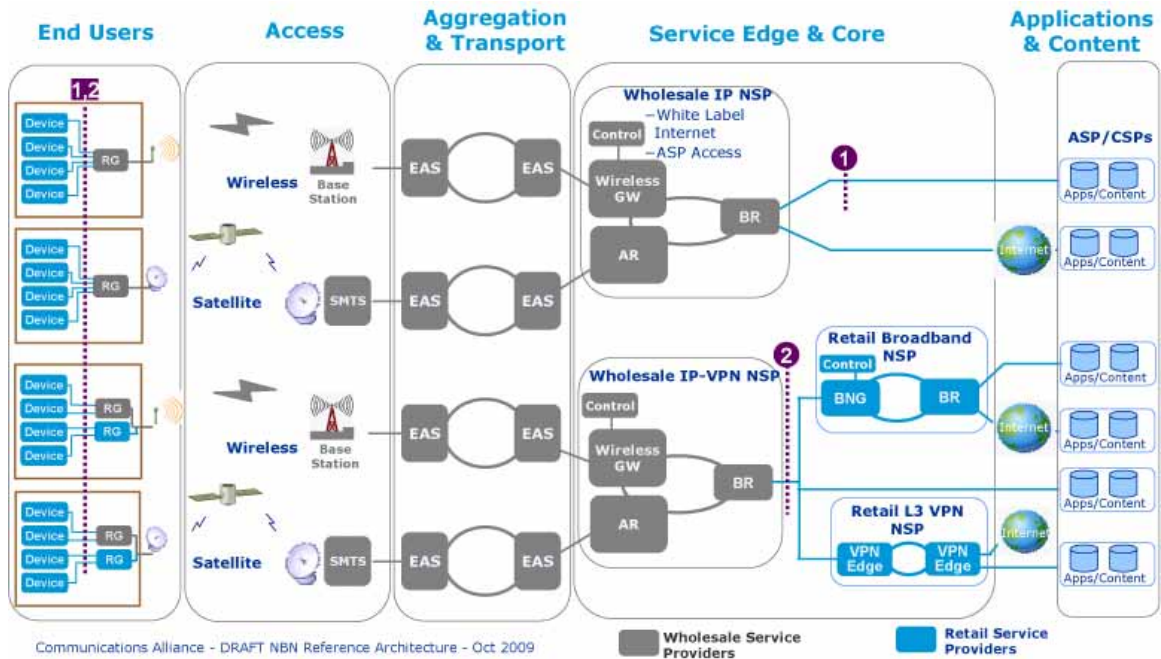 End Users
Access
Aggregation
& Transport
Service Edge & Core
Applications
& Content
1,2
Device
Device
Device
Device
RG
Wireless
Base
Station
EAS
EAS
Wholesale IP NSP
–White Label
Internet
–ASP Access
Control
Wireless
GW
AR
BR
1
ASP/CSPs
Apps/Content
Internet
Apps/Content
Device
Device
Device
Device
RG
Satellite
SMTS
EAS
EAS
Device
Device
Device
Device
RG
RG
Wireless
Base
Station
EAS
EAS
Wholesale IP-VPN NSP
Control
Wireless
GW
AR
BR
2
Retail Broadband
NSP
Control
BNG
BR
Apps/Content
Internet
Apps/Content
Apps/Content
Device
Device
Device
Device
RG
RG
Satellite
SMTS
EAS
EAS
Retail L3 VPN
NSP
VPN
Edge
VPN
Edge
Internet
Apps/Content
Communications Alliance - DRAFT NBN Reference Architecture - Oct 2009
Wholesale Service
Providers
Retail Service
Providers